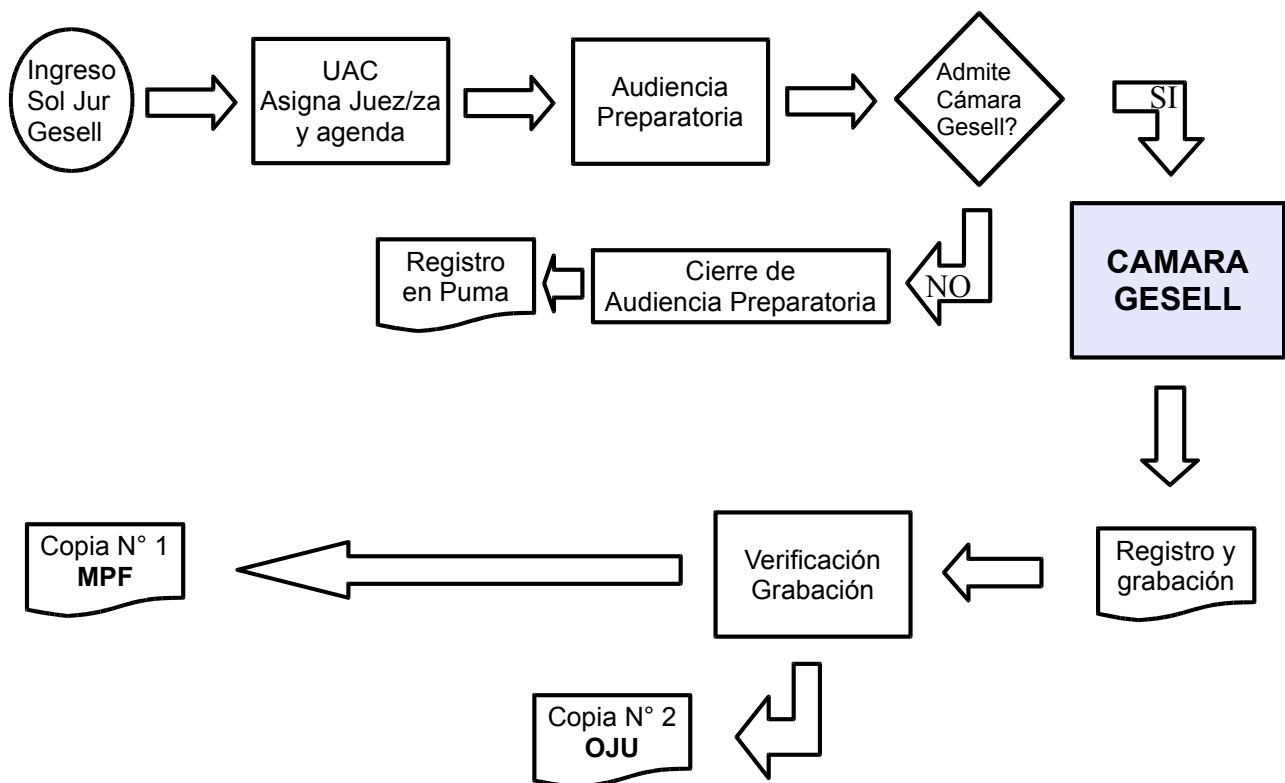 Ingreso
Sol Jur
Gesell
UAC
Asigna Juez/za
y agenda
Audiencia
Preparatoria
Admite
Cámara
Gesell?
SI
Registro
en Puma
Cierre de
Audiencia Preparatoria
NO
CAMARA
GESELL
Copia N° 1
MPF
Verificación
Grabación
Registro y
grabación
Copia N° 2
OJU